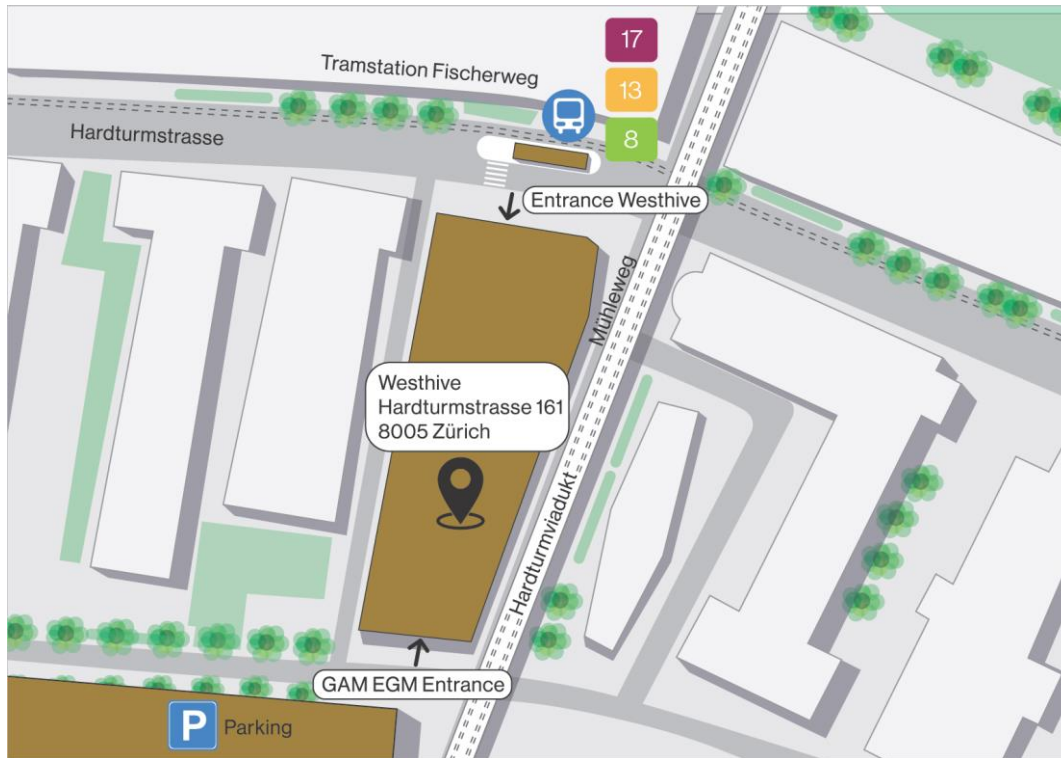 17
Tramstation Fischerweg
13
8
Hardturmstrasse
Entrance Westhive
Mühleweg
Westhive
Hardturmstrasse 161
8005 Zürich
Hardturmviadukt
GAM EGM Entrance
P Parking